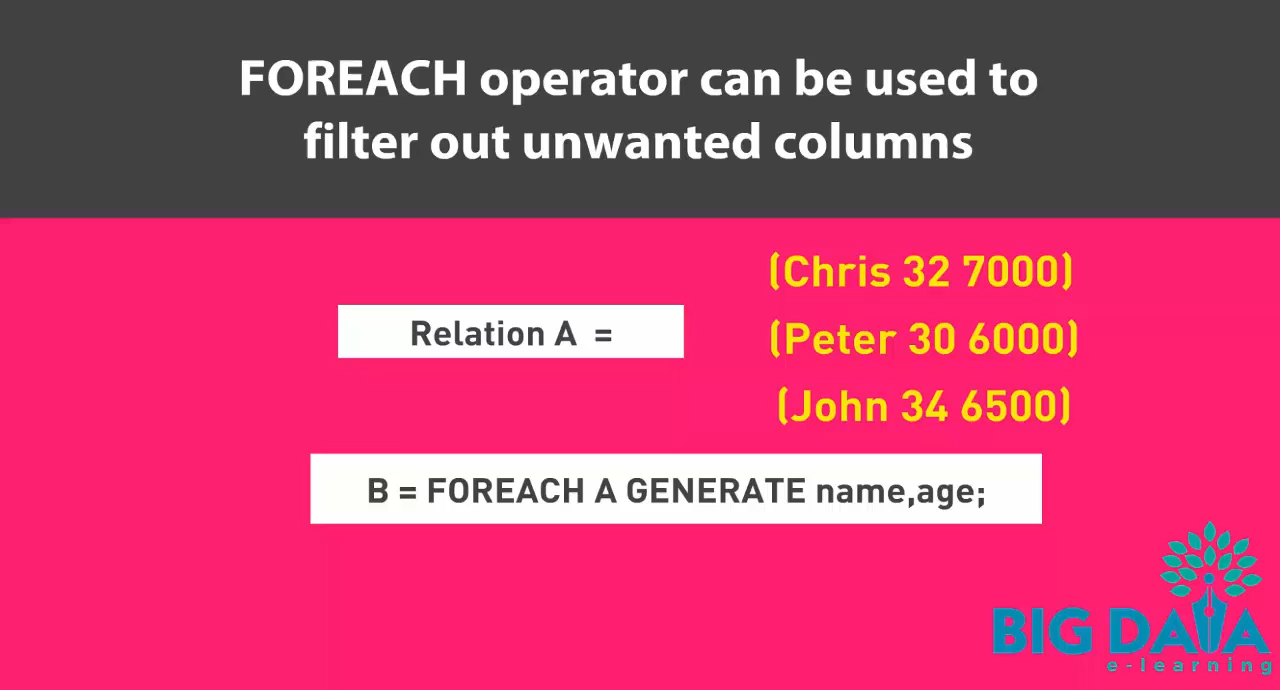 FOREACH operator can be used to
filter out unwanted columns
(Chris 32 7000)
Relation A =
(Peter 30 6000)
(John 34 6500)
B = FOREACH A GENERATE name,age;
BIG DATA
e-learning